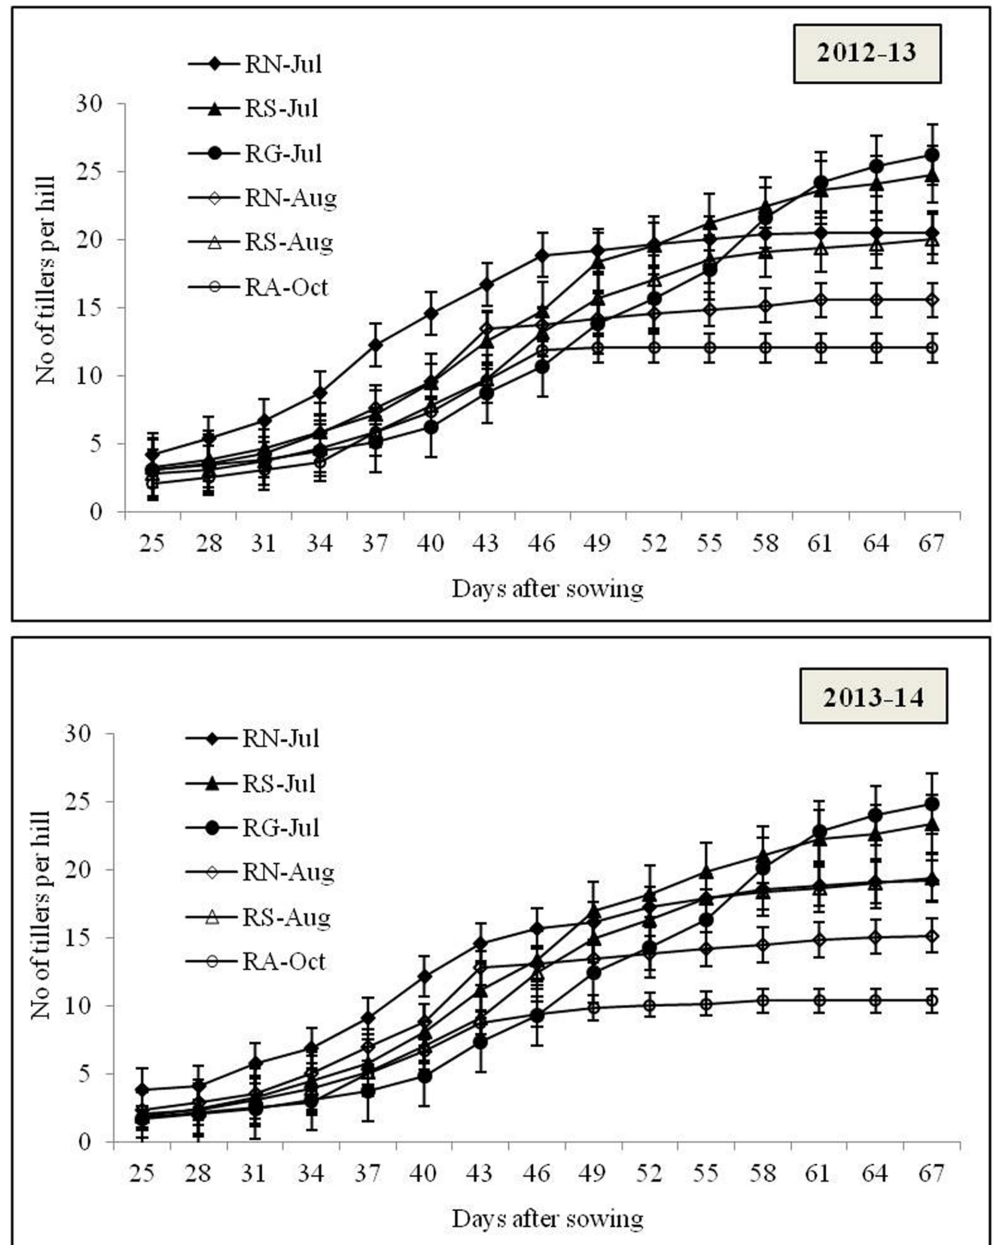 2012-13
RN-Jul
RS-Jul
RG-Jul
RN-Aug
RS-Aug
RA-Oct
No of tillers per hill
30
25
20
15
10
5
0
25 28 31 34 37 40 43 46 49 52 55 58 61 64 67
Days after sowing
2013-14
RN-Jul
RS-Jul
RG-Jul
RN-Aug
RS-Aug
RA-Oct
No of tillers per hill
30
25
20
15
10
5
0
25 28 31 34 37 40 43 46 49 52 55 58 61 64 67
Days after sowing